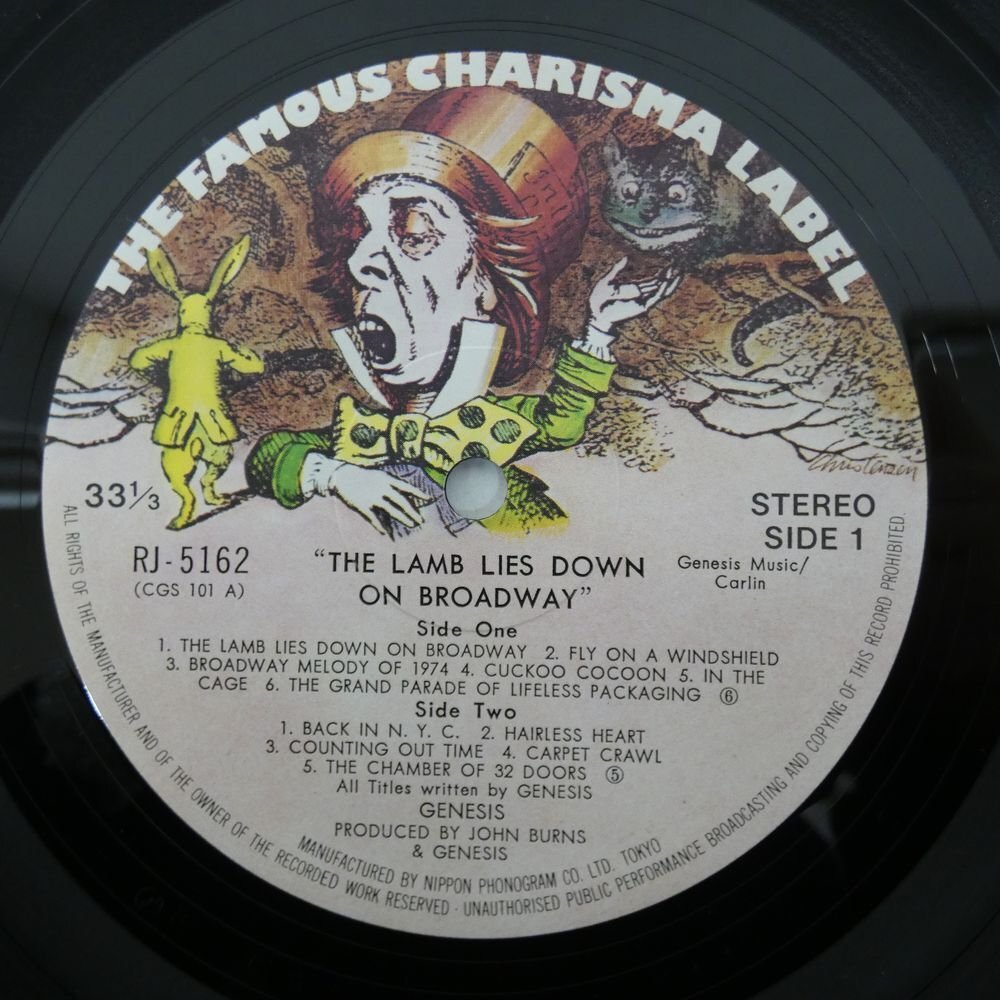 THE FAMOUS CHARISMA LABEL
Christensen
33 1/3
STEREO
SIDE 1
RJ-5162
(CGS 101 A)
"THE LAMB LIES DOWN
ON BROADWAY"
Genesis Music/
Carlin
Side One
1. THE LAMB LIES DOWN ON BROADWAY 2. FLY ON A WINDSHIELD
3. BROADWAY MELODY OF 1974 4. CUCKOO COCOON 5. IN THE
CAGE 6. THE GRAND PARADE OF LIFELESS PACKAGING ⑥
Side Two
1. BACK IN N. Y. C. 2. HAIRLESS HEART
3. COUNTING OUT TIME 4. CARPET CRAWL
5. THE CHAMBER OF 32 DOORS ⑤
All Titles written by GENESIS
GENESIS
PRODUCED BY JOHN BURNS
& GENESIS
MANUFACTURED BY NIPPON PHONOGRAM CO. LTD. TOKYO
ALL RIGHTS OF THE MANUFACTURER AND OF THE OWNER OF THE RECORDED WORK RESERVED · UNAUTHORISED PUBLIC PERFORMANCE BROADCASTING AND COPYING OF THIS RECORD PROHIBITED.